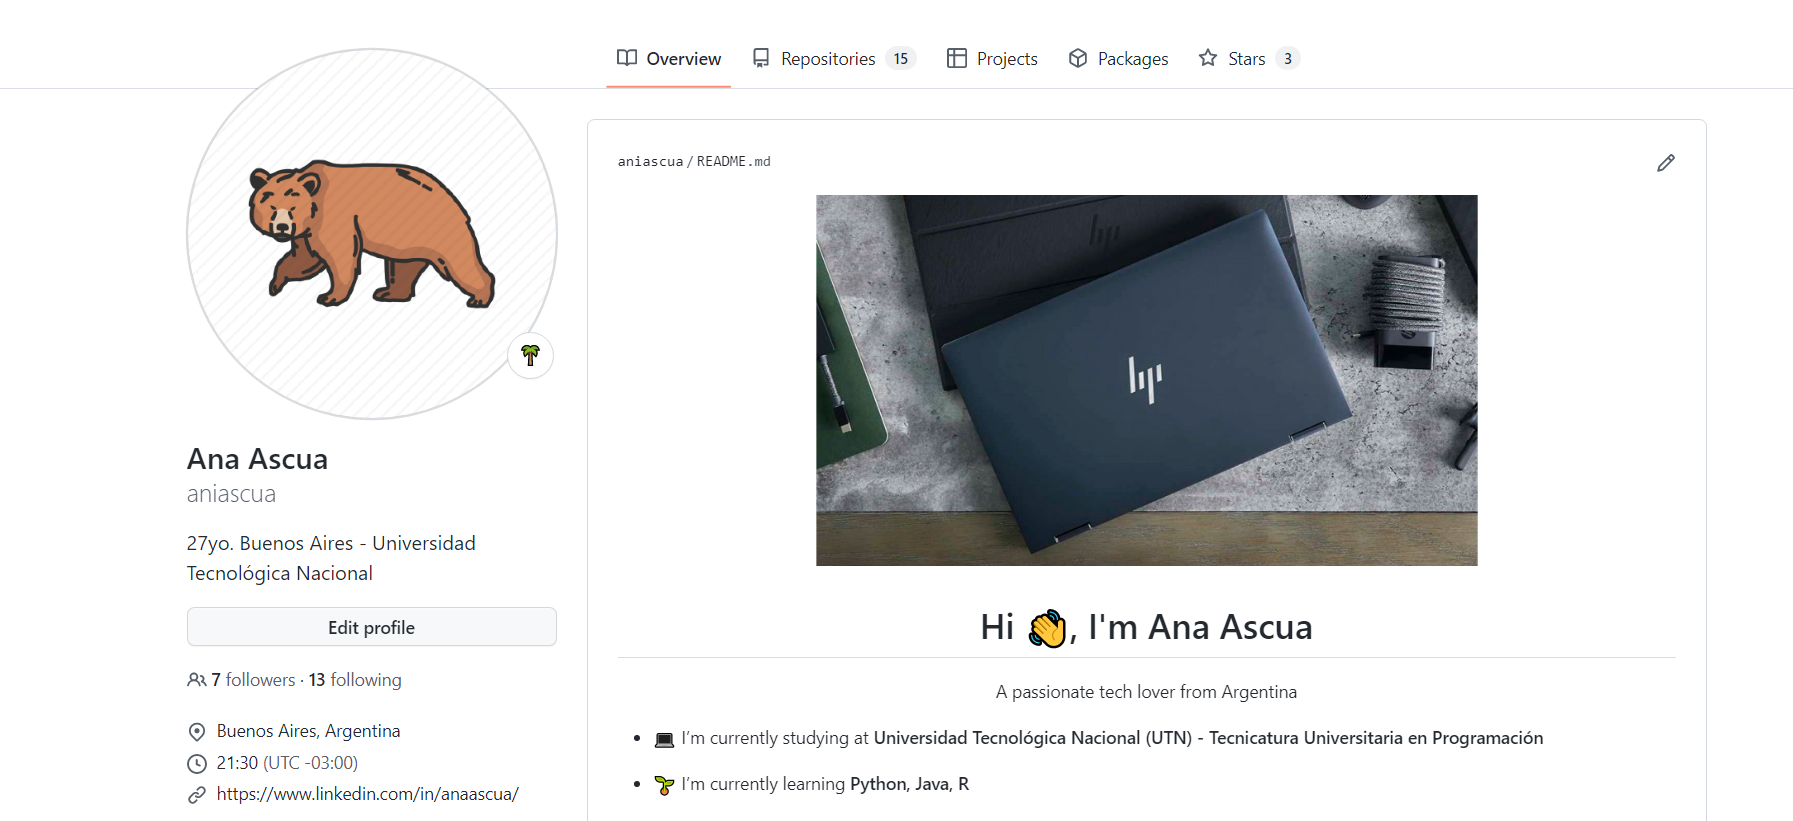 Overview Repositories 15 Projects Packages Stars 3
aniascua / README.md
hp
hp
Ana Ascua
aniascua
27yo. Buenos Aires - Universidad
Tecnológica Nacional
Edit profile
7 followers · 13 following
Buenos Aires, Argentina
21:30 (UTC -03:00)
https://www.linkedin.com/in/anaascua/
Hi 👋, I'm Ana Ascua
A passionate tech lover from Argentina
• 💻 I’m currently studying at Universidad Tecnológica Nacional (UTN) - Tecnicatura Universitaria en Programación
• 🌱 I’m currently learning Python, Java, R